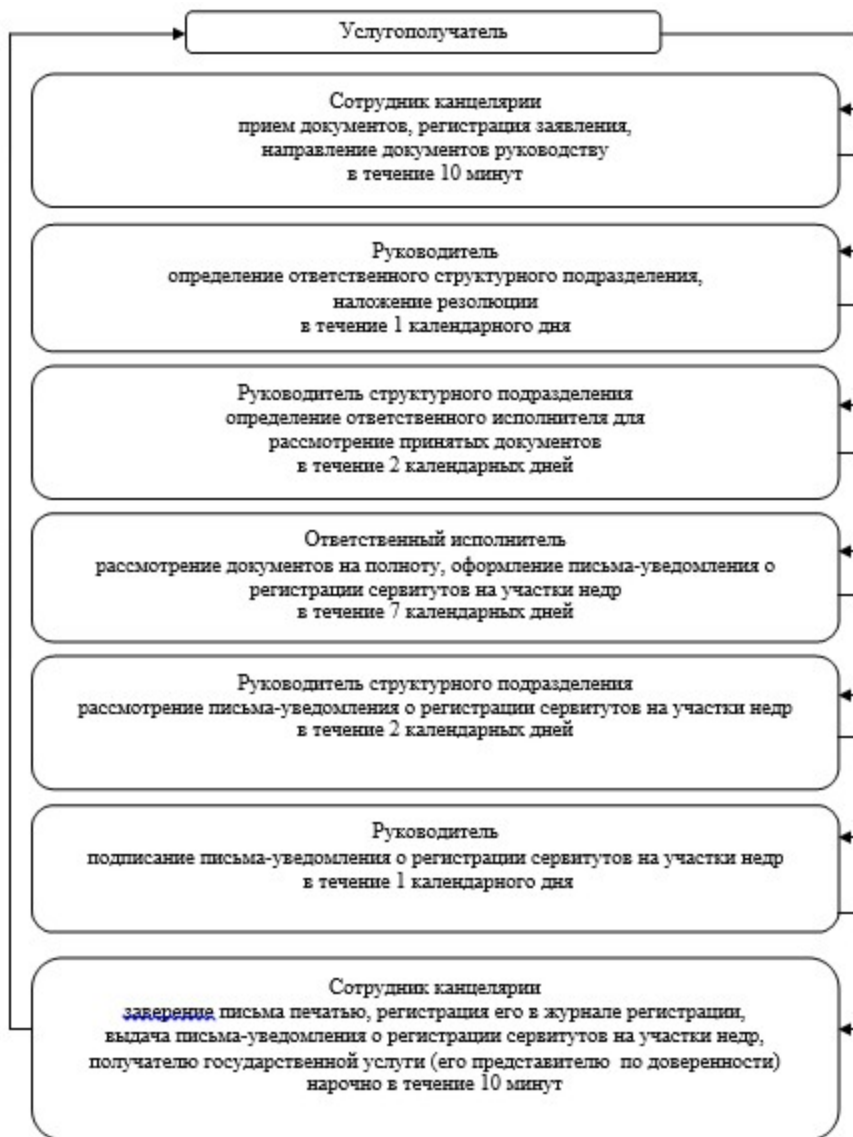 Услугополучатель
Сотрудник канцелярии
прием документов, регистрация заявления,
направление документов руководству
в течение 10 минут
Руководитель
определение ответственного структурного подразделения,
наложение резолюции
в течение 1 календарного дня
Руководитель структурного подразделения
определение ответственного исполнителя для
рассмотрение принятых документов
в течение 2 календарных дней
Ответственный исполнитель
рассмотрение документов на полноту, оформление письма-уведомления о
регистрации сервитутов на участки недр
в течение 7 календарных дней
Руководитель структурного подразделения
рассмотрение письма-уведомления о регистрации сервитутов на участки недр
в течение 2 календарных дней
Руководитель
подписание письма-уведомления о регистрации сервитутов на участки недр
в течение 1 календарного дня
Сотрудник канцелярии
заверение письма печатью, регистрация его в журнале регистрации,
выдача письма-уведомления о регистрации сервитутов на участки недр,
получателю государственной услуги (его представителю по доверенности)
нарочно в течение 10 минут